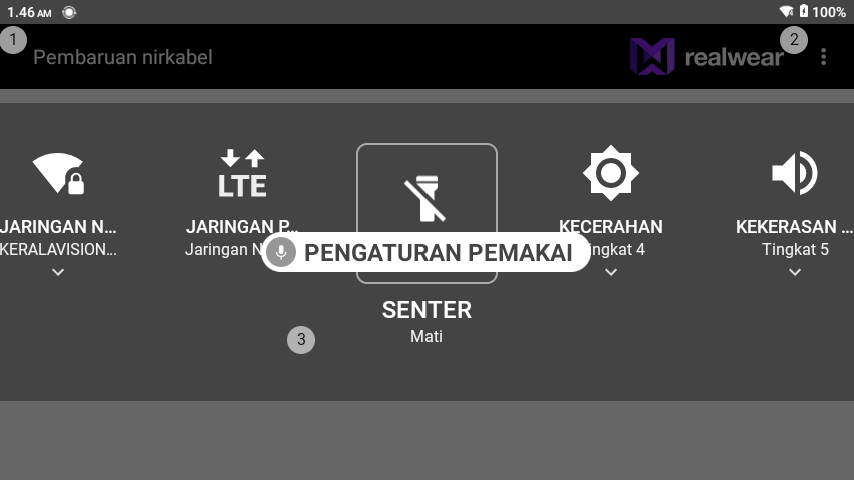 1.46 AM
100%
1
Pembaruan nirkabel
realwear
2
LTE
JARINGAN N...
KERALAVISION...
JARINGAN P...
Jaringan N
KECERAHAN
ingkat 4
KEKERASAN ...
Tingkat 5
PENGATURAN PEMAKAI
SENTER
Mati
3